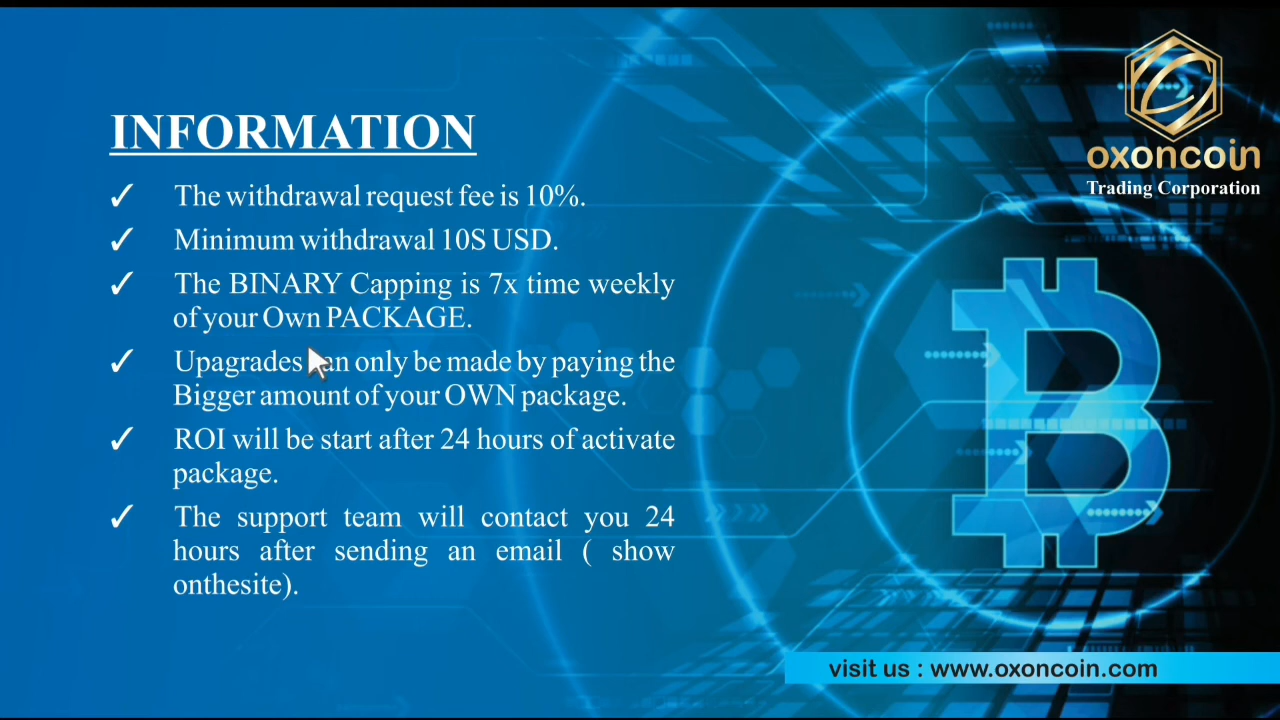 oxoncoin
Trading Corporation
INFORMATION
✓ The withdrawal request fee is 10%.
✓ Minimum withdrawal 10S USD.
✓ The BINARY Capping is 7x time weekly
of your Own PACKAGE.
✓ Upagrades an only be made by paying the
Bigger amount of your OWN package.
✓ ROI will be start after 24 hours of activate
package.
✓ The support team will contact you 24
hours after sending an email ( show
onthesite).
visit us : www.oxoncoin.com